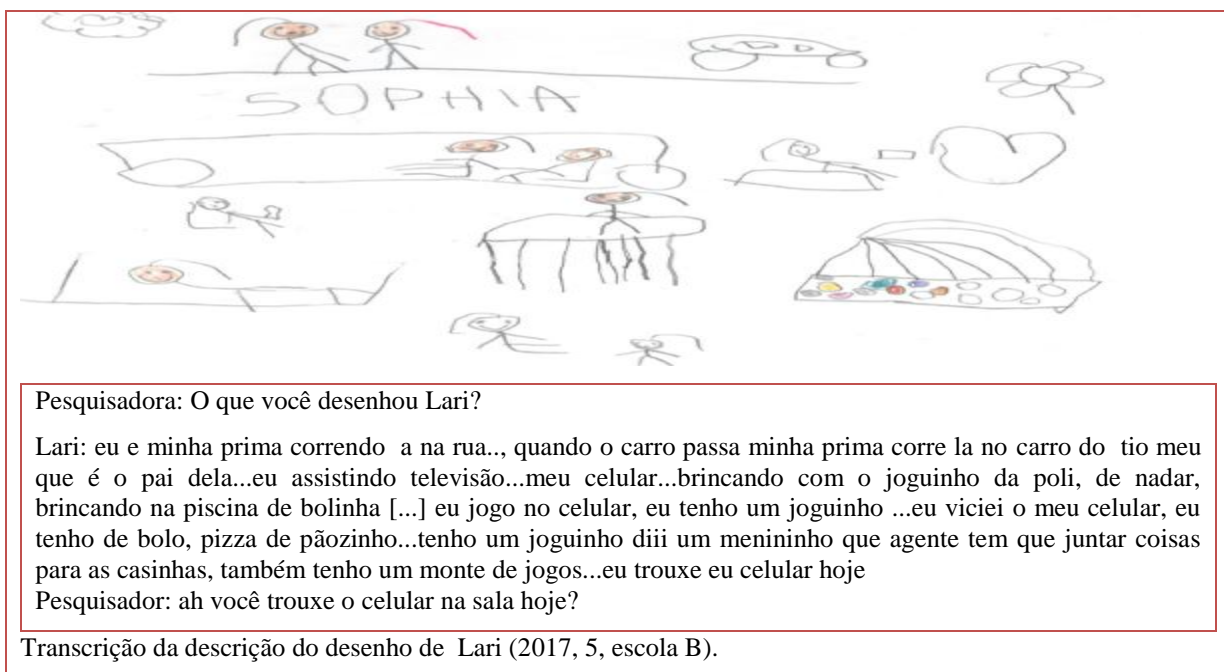 SOPHIA
Pesquisadora: O que você desenhou Lari?
Lari: eu e minha prima correndo a na rua.., quando o carro passa minha prima corre la no carro do tio meu
que é o pai dela...eu assistindo televisão...meu celular...brincando com o joguinho da poli, de nadar,
brincando na piscina de bolinha [...] eu jogo no celular, eu tenho um joguinho ...eu viciei o meu celular, eu
tenho de bolo, pizza de pãozinho...tenho um joguinho diii um menininho que agente tem que juntar coisas
para as casinhas, também tenho um monte de jogos...eu trouxe eu celular hoje
Pesquisador: ah você trouxe o celular na sala hoje?
Transcrição da descrição do desenho de Lari (2017, 5, escola B).